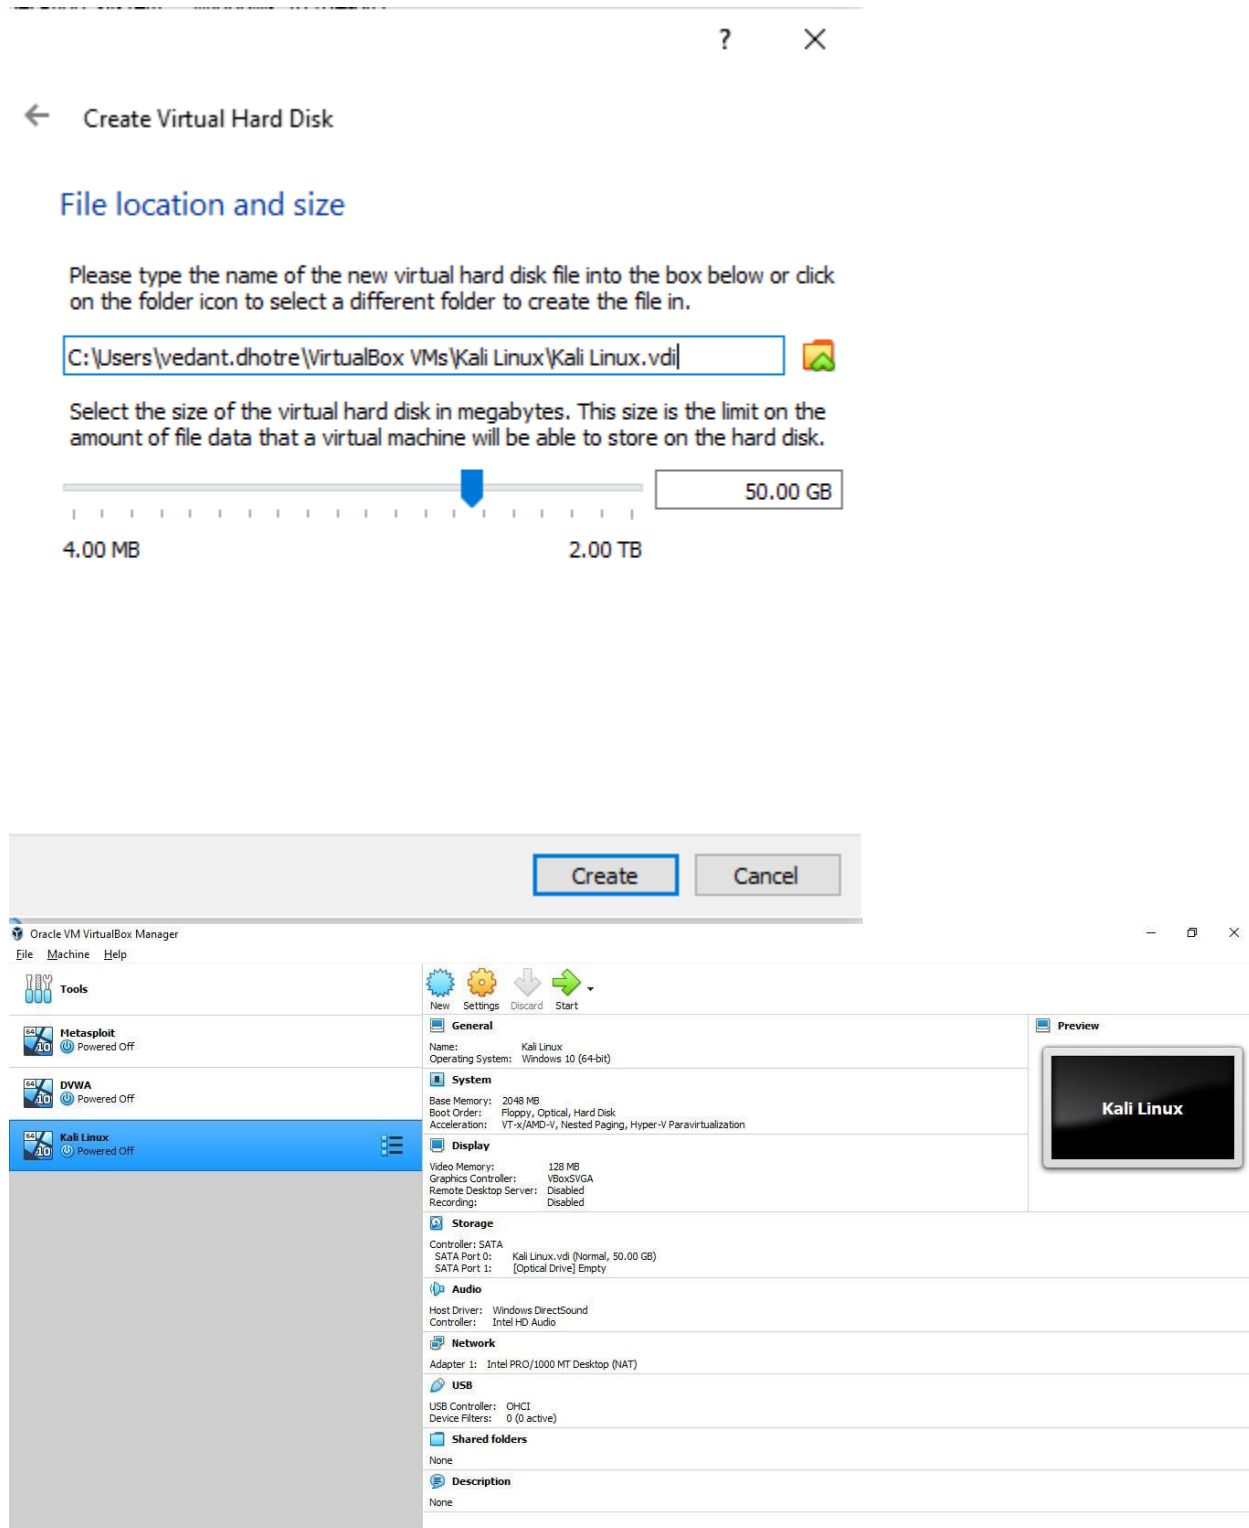 ? ×
← Create Virtual Hard Disk
File location and size
Please type the name of the new virtual hard disk file into the box below or click
on the folder icon to select a different folder to create the file in.
C:\Users\vedant.dhotre\VirtualBox VMs\Kali Linux\Kali Linux.vdi
Select the size of the virtual hard disk in megabytes. This size is the limit on the
amount of file data that a virtual machine will be able to store on the hard disk.
50.00 GB
4.00 MB 2.00 TB
Create Cancel
Oracle VM VirtualBox Manager
File Machine Help
Tools
New Settings Discard Start
Metasploit
Powered Off
DVWA
Powered Off
Kali Linux
Powered Off
General
Name: Kali Linux
Operating System: Windows 10 (64-bit)
System
Base Memory: 2048 MB
Boot Order: Floppy, Optical, Hard Disk
Acceleration: VT-x/AMD-V, Nested Paging, Hyper-V Paravirtualization
Display
Video Memory: 128 MB
Graphics Controller: VBoxSVGA
Remote Desktop Server: Disabled
Recording: Disabled
Storage
Controller: SATA
SATA Port 0: Kali Linux.vdi (Normal, 50.00 GB)
SATA Port 1: [Optical Drive] Empty
Audio
Host Driver: Windows DirectSound
Controller: Intel HD Audio
Network
Adapter 1: Intel PRO/1000 MT Desktop (NAT)
USB
USB Controller: OHCI
Device Filters: 0 (0 active)
Shared folders
None
Description
None
Preview
Kali Linux